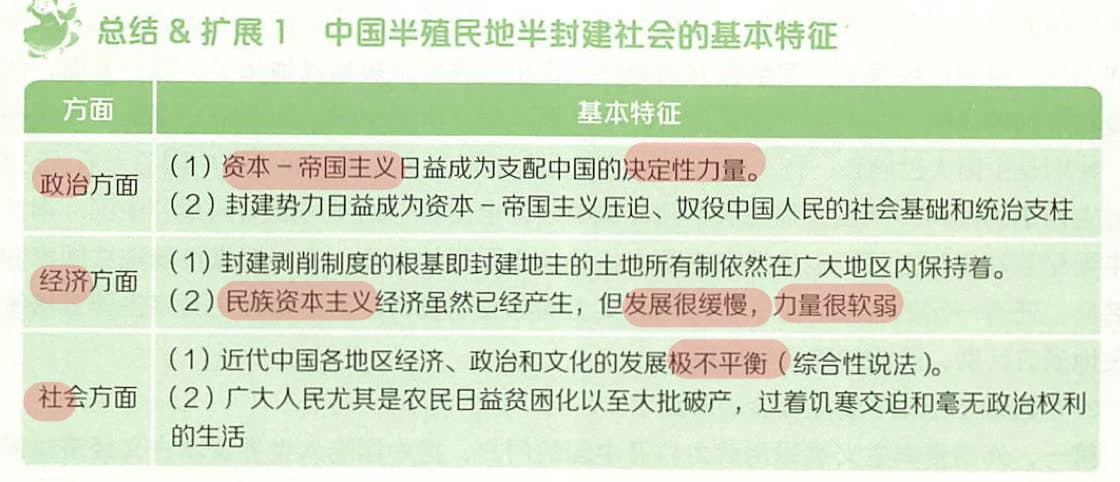 总结 & 扩展 1 中国半殖民地半封建社会的基本特征
方面 基本特征
政治方面
（1）资本－帝国主义日益成为支配中国的决定性力量。
（2）封建势力日益成为资本－帝国主义压迫、奴役中国人民的社会基础和统治支柱
经济方面
（1）封建剥削制度的根基即封建地主的土地所有制依然在广大地区内保持着。
（2）民族资本主义经济虽然已经产生，但发展很缓慢，力量很软弱
社会方面
（1）近代中国各地区经济、政治和文化的发展极不平衡（综合性说法）。
（2）广大人民尤其是农民日益贫困化以至大批破产，过着饥寒交迫和毫无政治权利
的生活